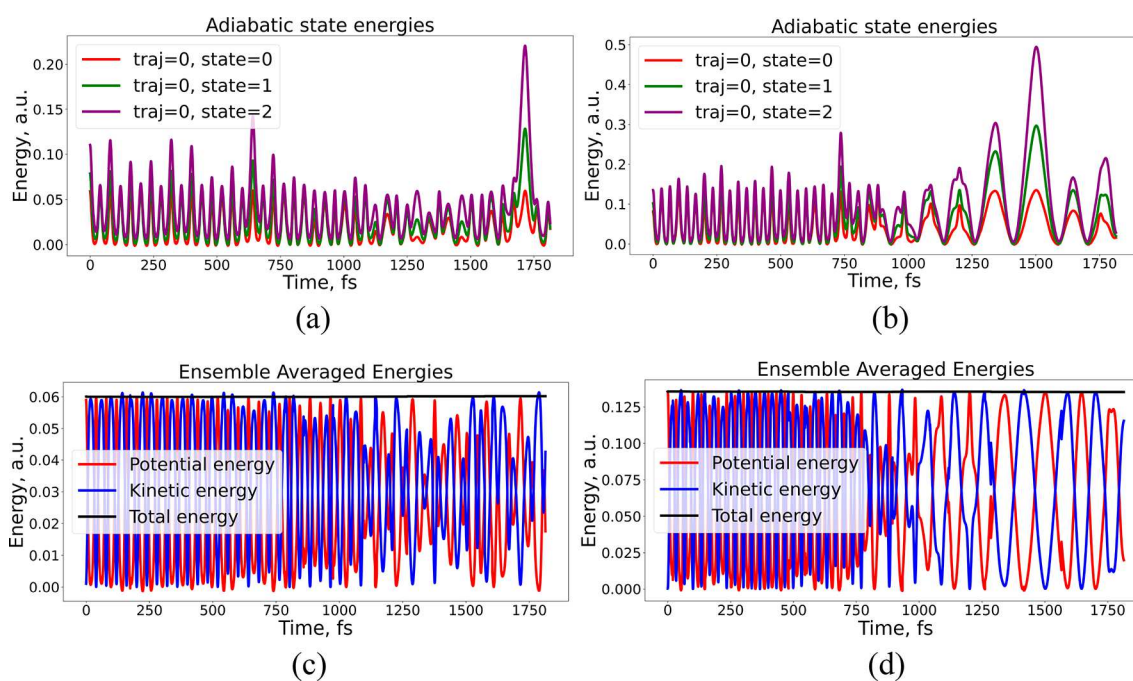 Adiabatic state energies
Energy, a.u.
0.20
0.15
0.10
0.05
0.00
traj=0, state=0
traj=0, state=1
traj=0, state=2
0 250 500 750 1000 1250 1500 1750
Time, fs
(a)
Adiabatic state energies
Energy, a.u.
0.5
0.4
0.3
0.2
0.1
0.0
traj=0, state=0
traj=0, state=1
traj=0, state=2
0 250 500 750 1000 1250 1500 1750
Time, fs
(b)
Ensemble Averaged Energies
Energy, a.u.
0.06
0.05
0.04
0.03
0.02
0.01
0.00
Potential energy
Kinetic energy
Total energy
0 250 500 750 1000 1250 1500 1750
Time, fs
(c)
Ensemble Averaged Energies
Energy, a.u.
0.125
0.100
0.075
0.050
0.025
0.000
Potential energy
Kinetic energy
Total energy
0 250 500 750 1000 1250 1500 1750
Time, fs
(d)